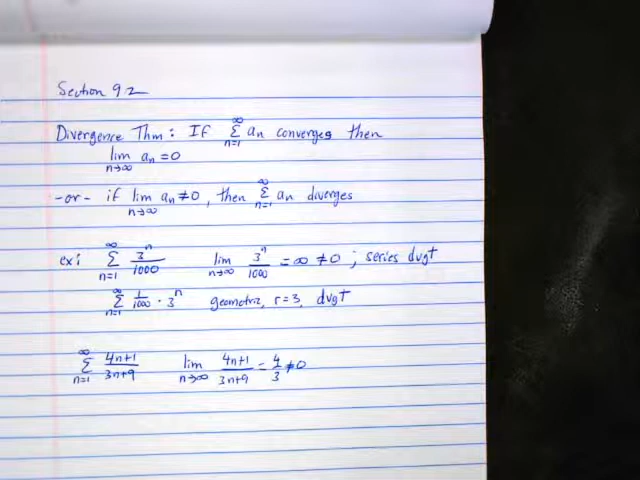 Section 9.2
Divergence Thm: If ∑_{n=1}^{∞} a_n converges then
lim_{n→∞} a_n = 0
-or- if lim_{n→∞} a_n ≠ 0, then ∑_{n=1}^{∞} a_n diverges
ex: ∑_{n=1}^{∞} 3^n/1000 lim_{n→∞} 3^n/1000 = ∞ ≠ 0 ; series dvgt
∑_{n=1}^{∞} 1/1000 · 3^n geometric, r=3, dvgt
∑_{n=1}^{∞} (4n+1)/(3n+9) lim_{n→∞} (4n+1)/(3n+9) = 4/3 ≠ 0